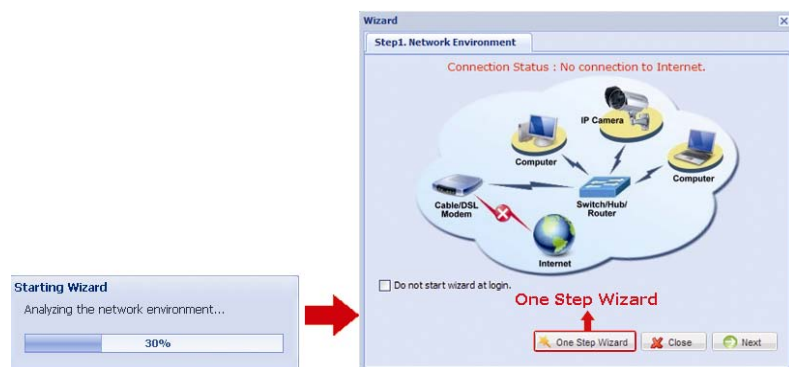 Starting Wizard
Analyzing the network environment...
30%
Wizard
Step1. Network Environment
Connection Status : No connection to Internet.
IP Camera
Computer
Computer
Cable/DSL
Modem
Switch/Hub/
Router
Internet
Do not start wizard at login.
One Step Wizard
One Step Wizard
Close
Next